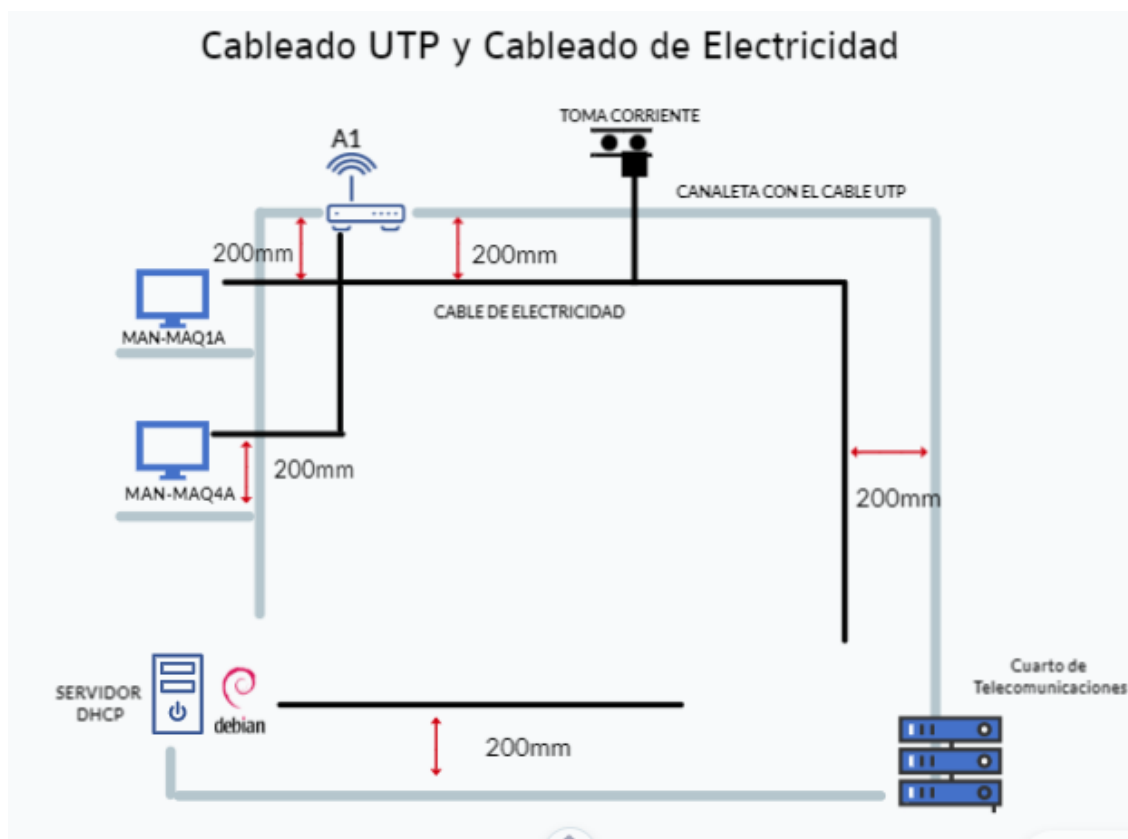 Cableado UTP y Cableado de Electricidad
TOMA CORRIENTE
A1
CANALETA CON EL CABLE UTP
200mm
200mm
CABLE DE ELECTRICIDAD
MAN-MAQ1A
200mm
MAN-MAQ4A
200mm
Cuarto de
Telecomunicaciones
SERVIDOR
DHCP
debian
200mm